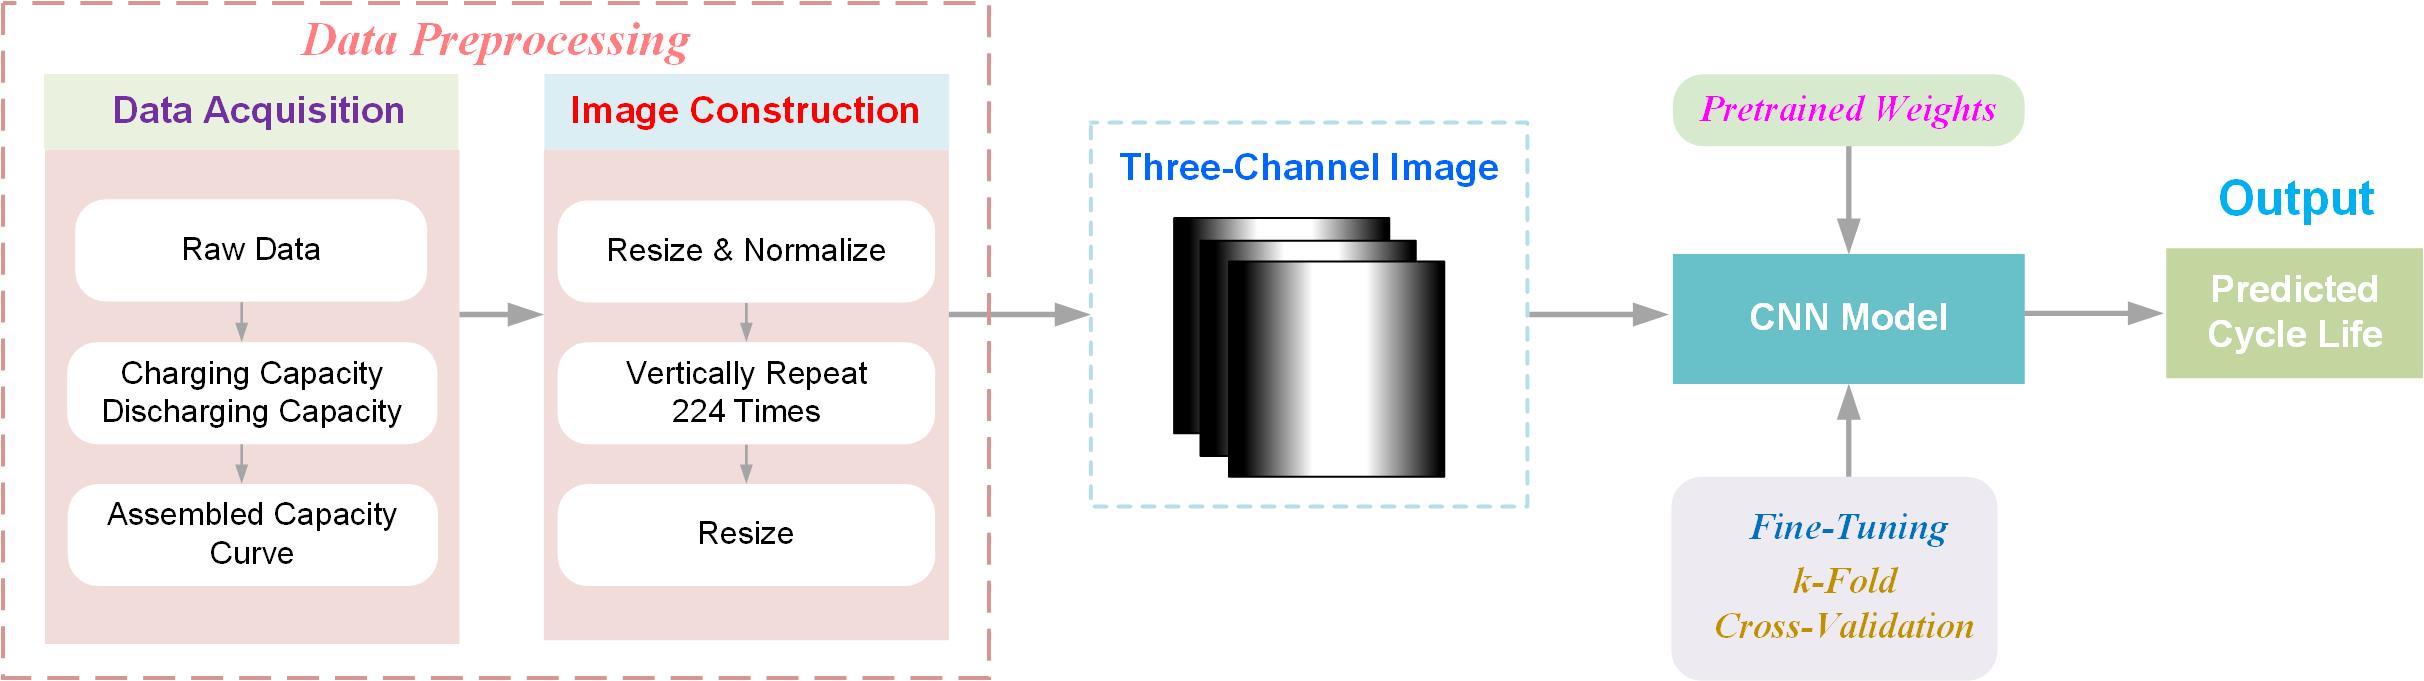 Data Preprocessing
Data Acquisition
Raw Data
Charging Capacity
Discharging Capacity
Assembled Capacity
Curve
Image Construction
Resize & Normalize
Vertically Repeat
224 Times
Resize
Three-Channel Image
Pretrained Weights
CNN Model
Fine-Tuning
k-Fold
Cross-Validation
Output
Predicted
Cycle Life